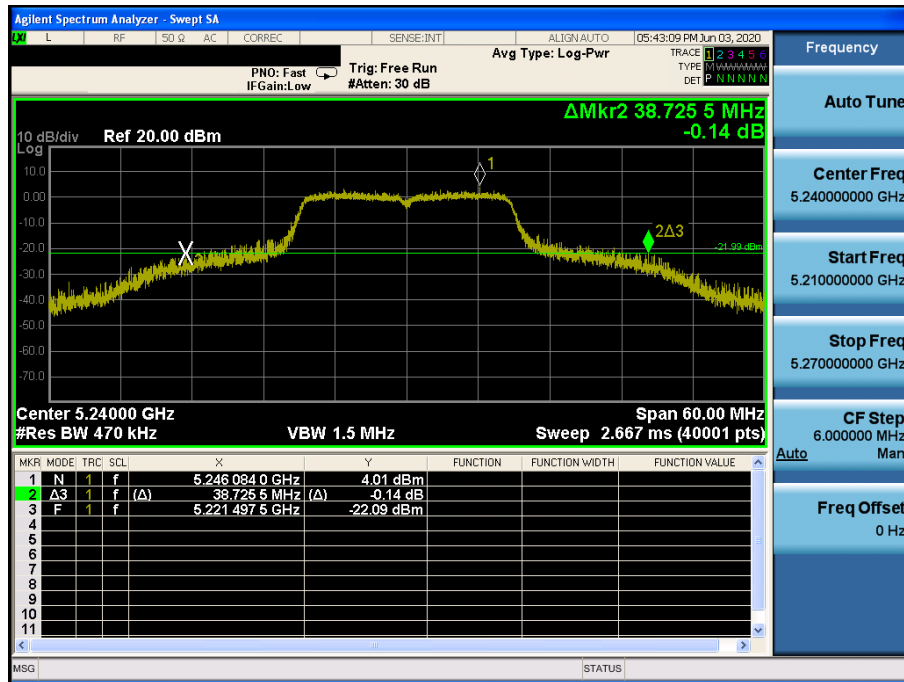 Agilent Spectrum Analyzer - Swept SA
LXI L RF 50 Ω AC CORREC SENSE:INT ALIGN AUTO 05:43:09 PM Jun 03, 2020
PNO: Fast
IFGain:Low
Trig: Free Run
#Atten: 30 dB
Avg Type: Log-Pwr
TRACE 1 2 3 4 5 6
TYPE M WWWWW
DET P N N N N N
ΔMkr2 38.725 5 MHz
-0.14 dB
10 dB/div Ref 20.00 dBm
Log
10.0
0.00
-10.0
-20.0
-30.0
-40.0
-50.0
-60.0
-70.0
1
2Δ3
-21.99 dBm
Center 5.24000 GHz Span 60.00 MHz
#Res BW 470 kHz VBW 1.5 MHz Sweep 2.667 ms (40001 pts)
MKR MODE TRC SCL X Y FUNCTION FUNCTION WIDTH FUNCTION VALUE
1 N 1 f 5.246 084 0 GHz 4.01 dBm
2 Δ3 1 f (Δ) 38.725 5 MHz (Δ) -0.14 dB
3 F 1 f 5.221 497 5 GHz -22.09 dBm
4
5
6
7
8
9
10
11
MSG STATUS
Frequency
Auto Tune
Center Freq
5.240000000 GHz
Start Freq
5.210000000 GHz
Stop Freq
5.270000000 GHz
CF Step
6.000000 MHz
Auto Man
Freq Offset
0 Hz